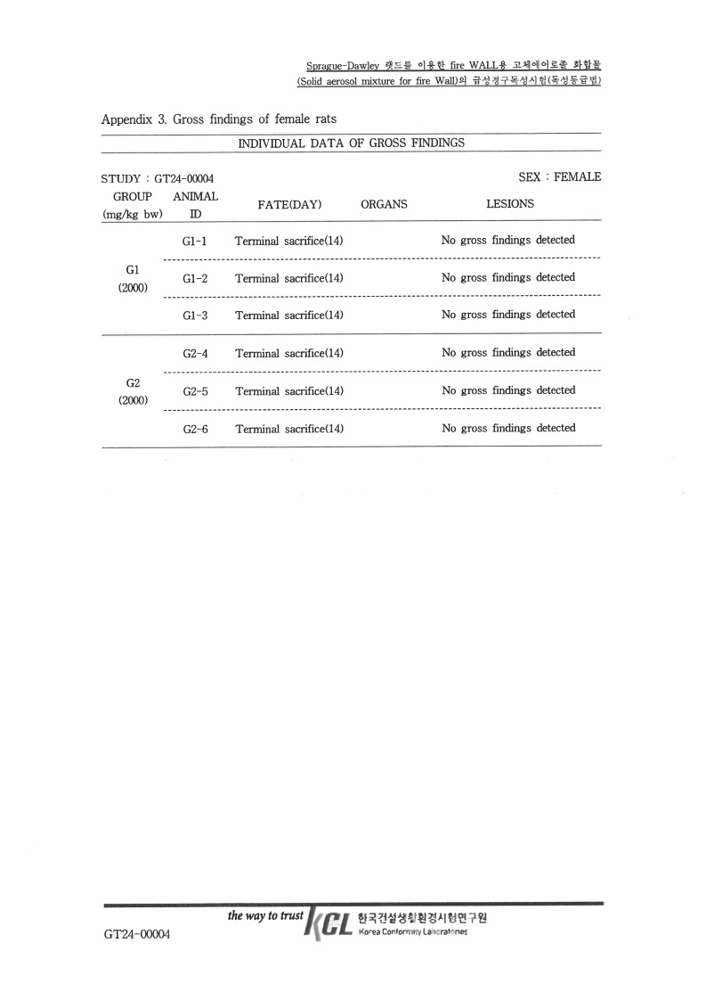 Sprague-Dawley 랫드를 이용한 fire WALL용 고체에어로졸 화합물
(Solid aerosol mixture for fire Wall)의 급성경구독성시험(독성등급법)
Appendix 3. Gross findings of female rats
INDIVIDUAL DATA OF GROSS FINDINGS
STUDY : GT24-00004 SEX : FEMALE
GROUP (mg/kg bw) ANIMAL ID FATE(DAY) ORGANS LESIONS
G1-1 Terminal sacrifice(14) No gross findings detected
G1 (2000) G1-2 Terminal sacrifice(14) No gross findings detected
G1-3 Terminal sacrifice(14) No gross findings detected
G2-4 Terminal sacrifice(14) No gross findings detected
G2 (2000) G2-5 Terminal sacrifice(14) No gross findings detected
G2-6 Terminal sacrifice(14) No gross findings detected
the way to trust KCL 한국건설생활환경시험연구원
Korea Conformity Laboratories
GT24-00004